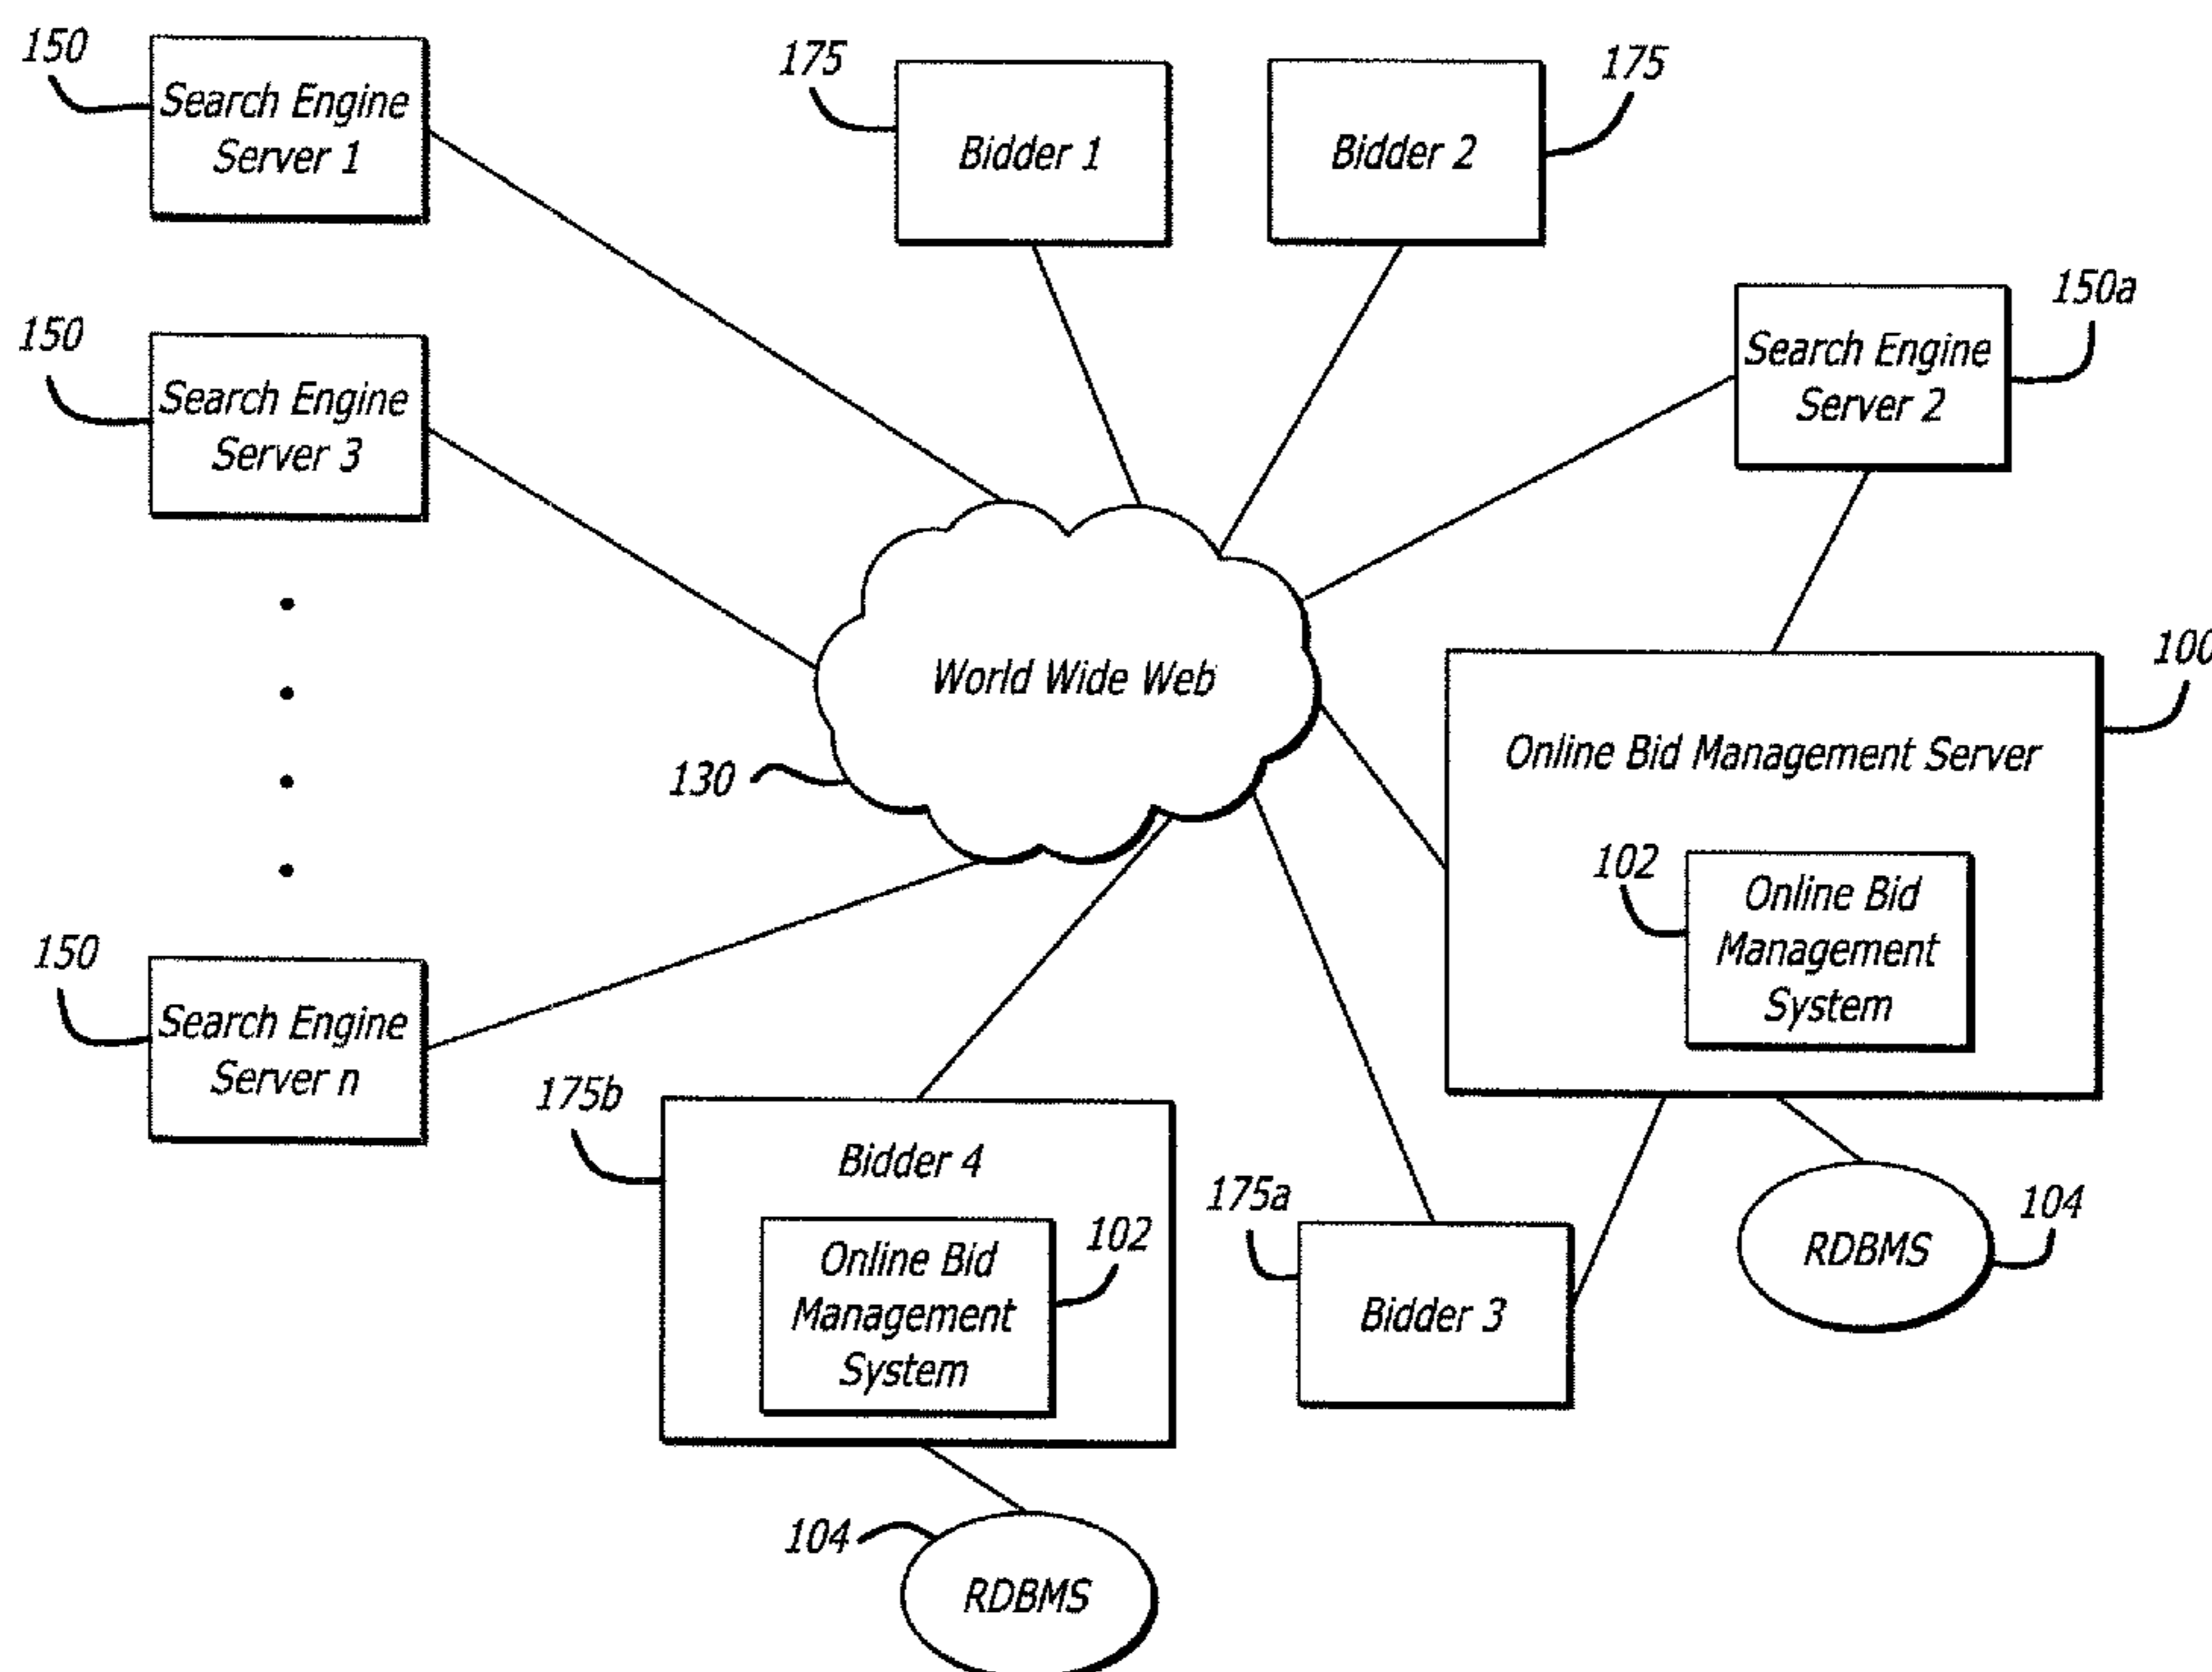 150
Search Engine
Server 1
175
Bidder 1
Bidder 2
175
150
Search Engine
Server 3
Search Engine
Server 2
150a
World Wide Web
130
100
Online Bid Management Server
102
Online Bid
Management
System
150
Search Engine
Server n
175b
Bidder 4
Online Bid
Management
System
102
175a
Bidder 3
RDBMS
104
104
RDBMS